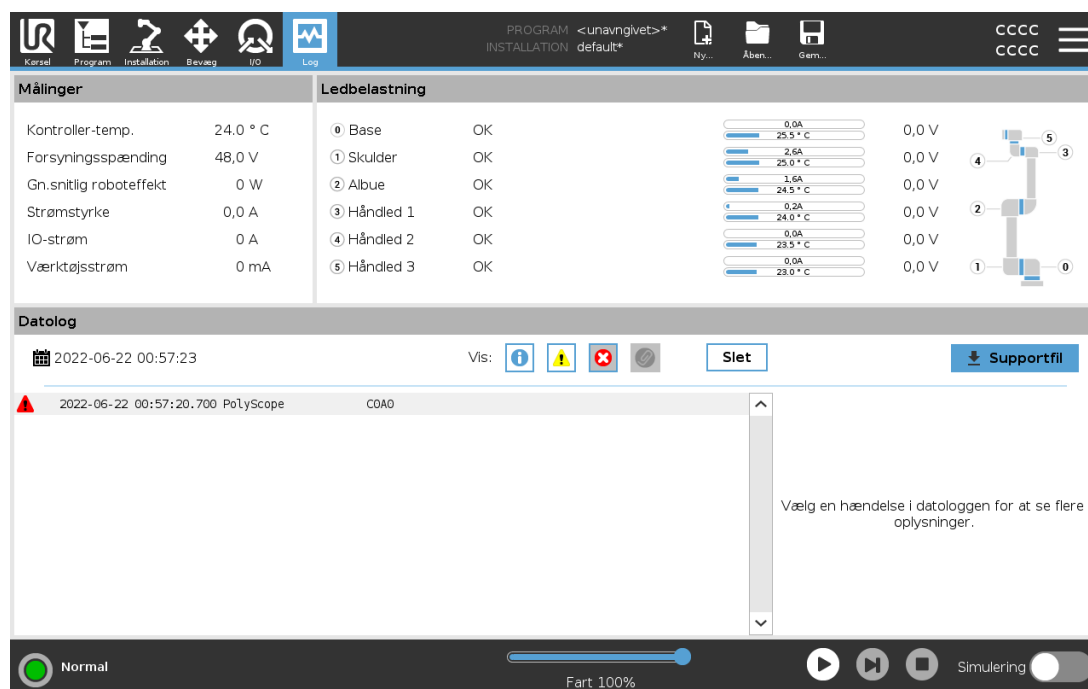 PROGRAM <unavngivet>*
INSTALLATION default*
CCCC
CCCC
Kørsel Program Installation Bevæg I/O Log Ny... Åben... Gem...
Målinger
Kontroller-temp. 24.0 ° C
Forsyningsspænding 48,0 V
Gn.snitlig roboteffekt 0 W
Strømstyrke 0,0 A
IO-strøm 0 A
Værktøjsstrøm 0 mA
Ledbelastning
0 Base OK 0,0A 25.5 ° C 0,0 V
1 Skulder OK 2,6A 25.0 ° C 0,0 V
2 Albue OK 1,6A 24.5 ° C 0,0 V
3 Håndled 1 OK 0,2A 24.0 ° C 0,0 V
4 Håndled 2 OK 0,0A 23.5 ° C 0,0 V
5 Håndled 3 OK 0,0A 23.0 ° C 0,0 V
5
3
4
2
1 0
Datolog
2022-06-22 00:57:23 Vis: Slet Supportfil
2022-06-22 00:57:20.700 PolyScope C0A0
Vælg en hændelse i datologgen for at se flere
oplysninger.
Normal
Fart 100%
Simulering